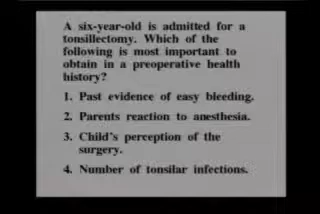 A six-year-old is admitted for a
tonsillectomy. Which of the
following is most important to
obtain in a preoperative health
history?
1. Past evidence of easy bleeding.
2. Parents reaction to anesthesia.
3. Child's perception of the
surgery.
4. Number of tonsilar infections.